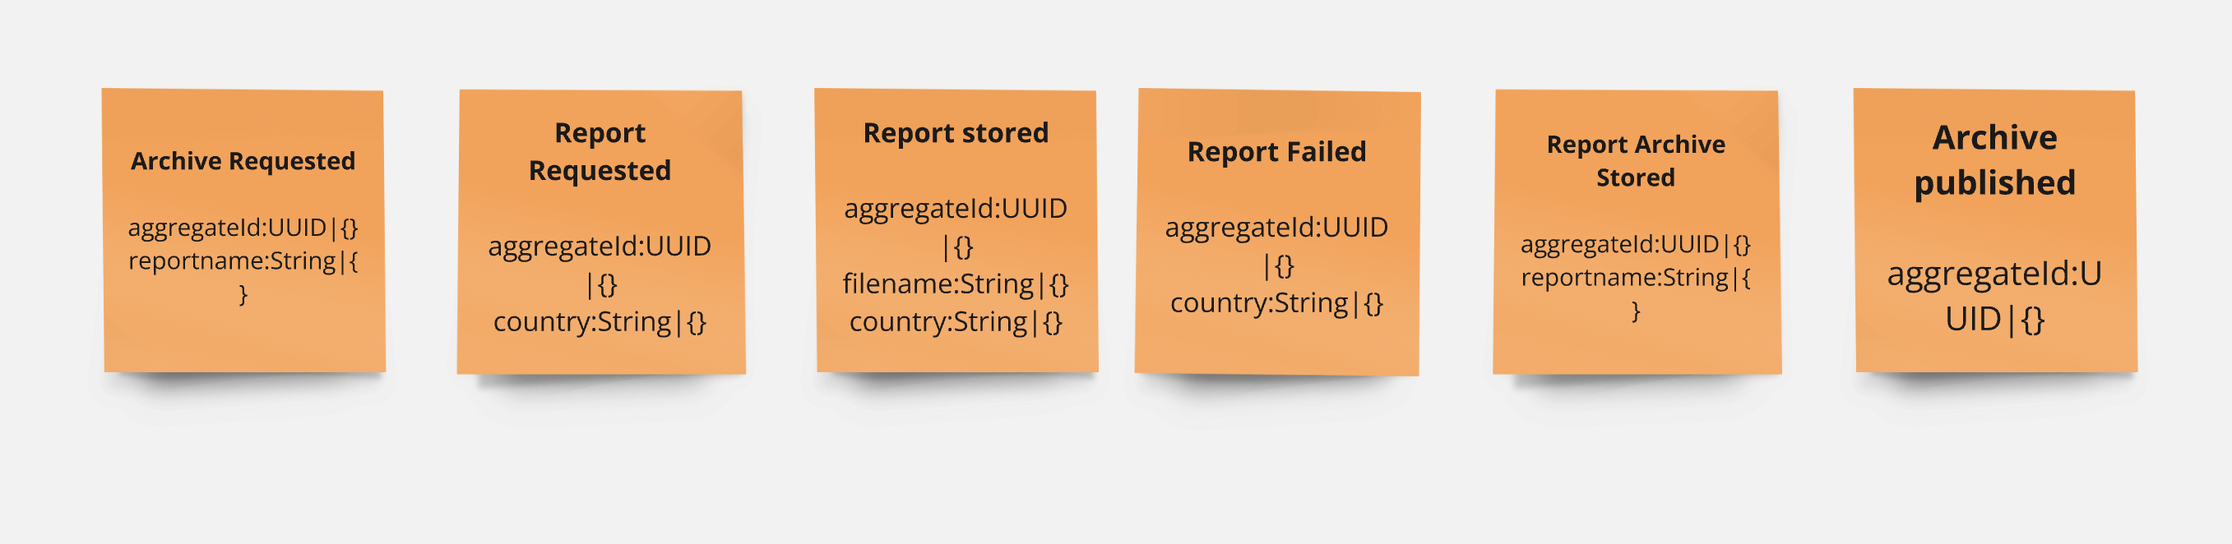 Archive Requested
aggregateId:UUID|{}
reportname:String|{
}
Report
Requested
aggregateId:UUID
|{}
country:String|{}
Report stored
aggregateId:UUID
|{}
filename:String|{}
country:String|{}
Report Failed
aggregateId:UUID
|{}
country:String|{}
Report Archive
Stored
aggregateId:UUID|{}
reportname:String|{
}
Archive
published
aggregateId:U
UID|{}